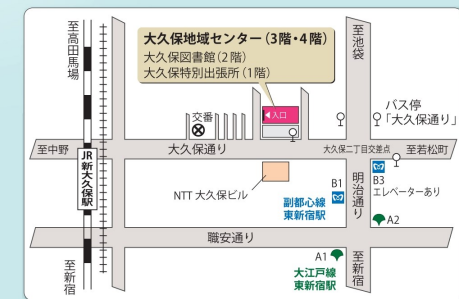 至高田馬場
大久保地域センター(3階・4階)
大久保図書館(2階)
大久保特別出張所(1階)
至池袋
入口
交番
バス停
「大久保通り」
至中野
大久保通り
大久保二丁目交差点
至若松町
JR新大久保駅
NTT 大久保ビル
B1
明治通り
B3
エレベーターあり
副都心線
東新宿駅
A2
職安通り
至新宿
A1
至新宿
大江戸線
東新宿駅